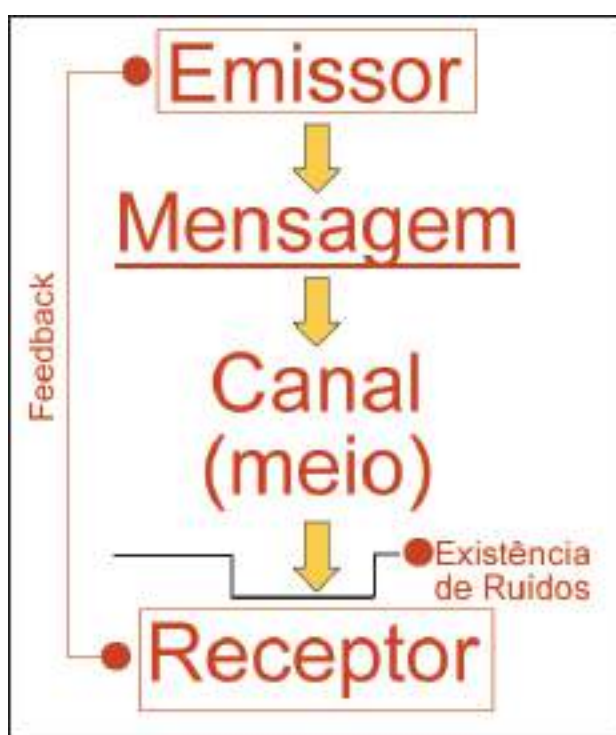 Emissor
Mensagem
Feedback
Canal
(meio)
Existência
de Ruidos
Receptor